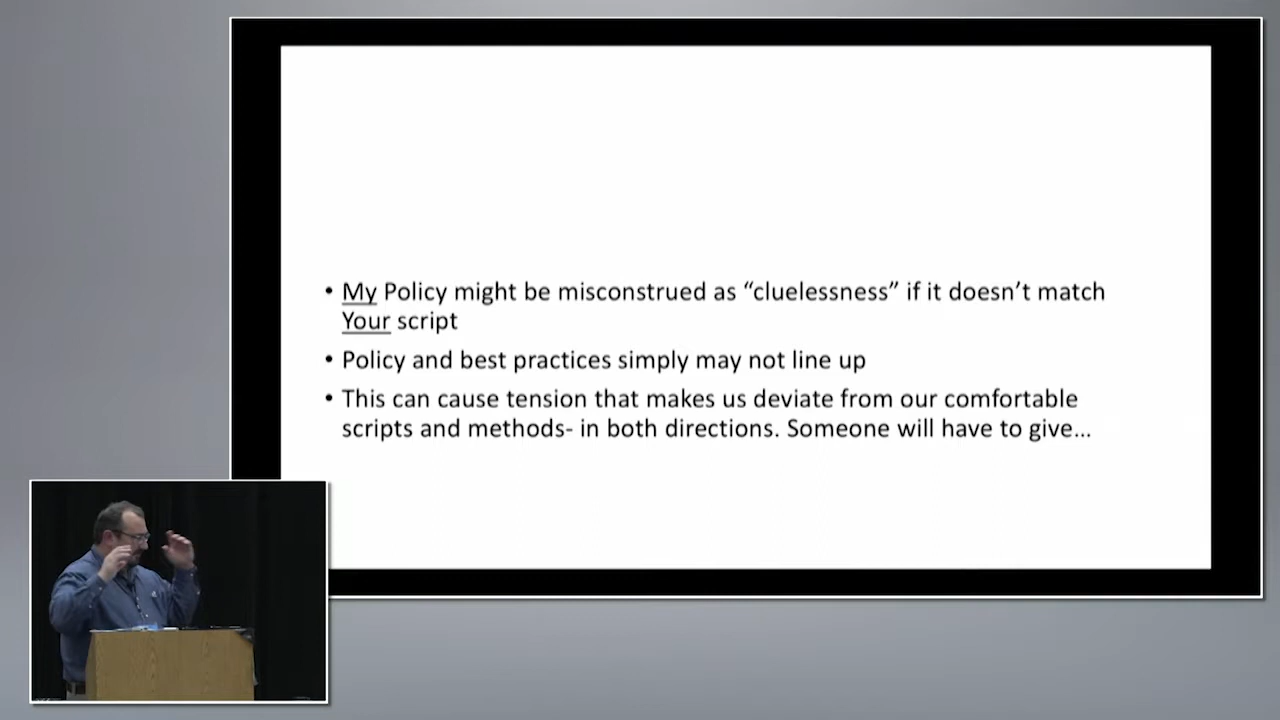 • My Policy might be misconstrued as “cluelessness” if it doesn’t match
Your script
• Policy and best practices simply may not line up
• This can cause tension that makes us deviate from our comfortable
scripts and methods- in both directions. Someone will have to give…